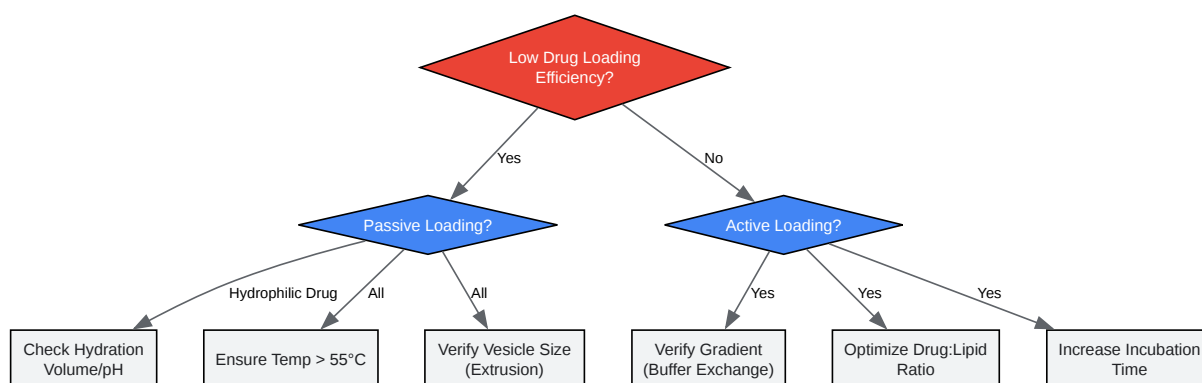 Low Drug Loading
Efficiency?
Yes
No
Passive Loading?
Active Loading?
Hydrophilic Drug
All
All
Yes
Yes
Yes
Check Hydration
Volume/pH
Ensure Temp > 55°C
Verify Vesicle Size
(Extrusion)
Verify Gradient
(Buffer Exchange)
Optimize Drug:Lipid
Ratio
Increase Incubation
Time